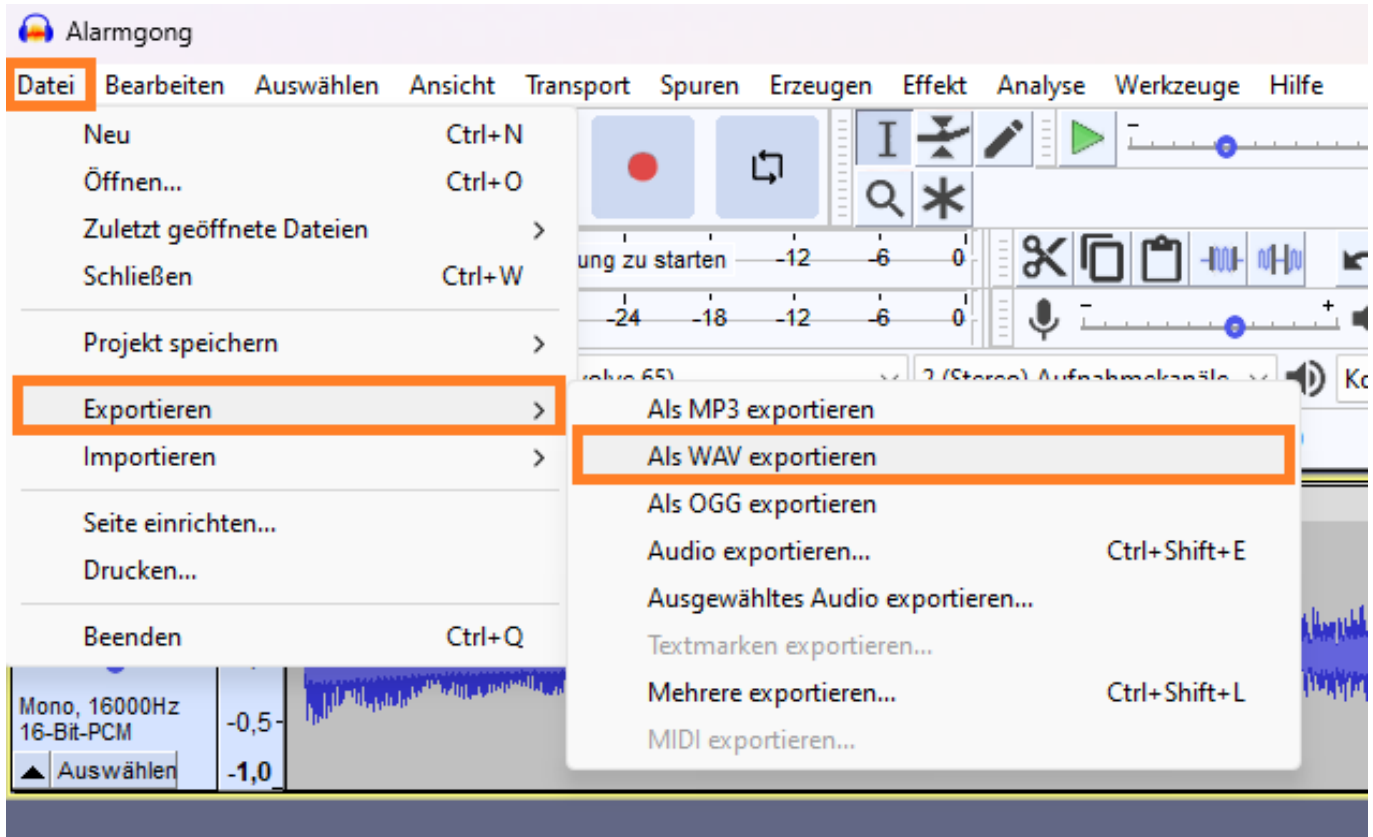 Alarmgong
Datei Bearbeiten Auswählen Ansicht Transport Spuren Erzeugen Effekt Analyse Werkzeuge Hilfe
Neu Ctrl+N
Öffnen... Ctrl+O
Zuletzt geöffnete Dateien >
Schließen Ctrl+W
Projekt speichern >
Exportieren >
Importieren >
Seite einrichten...
Drucken...
Beenden Ctrl+Q
ung zu starten -12 -6 0
-24 -18 -12 -6 0
- +
2 (Stereo) Aufnahmekanäle
Als MP3 exportieren
Als WAV exportieren
Als OGG exportieren
Audio exportieren... Ctrl+Shift+E
Ausgewähltes Audio exportieren...
Textmarken exportieren...
Mehrere exportieren... Ctrl+Shift+L
MIDI exportieren...
Mono, 16000Hz
16-Bit-PCM
Auswählen
-0,5
-1,0